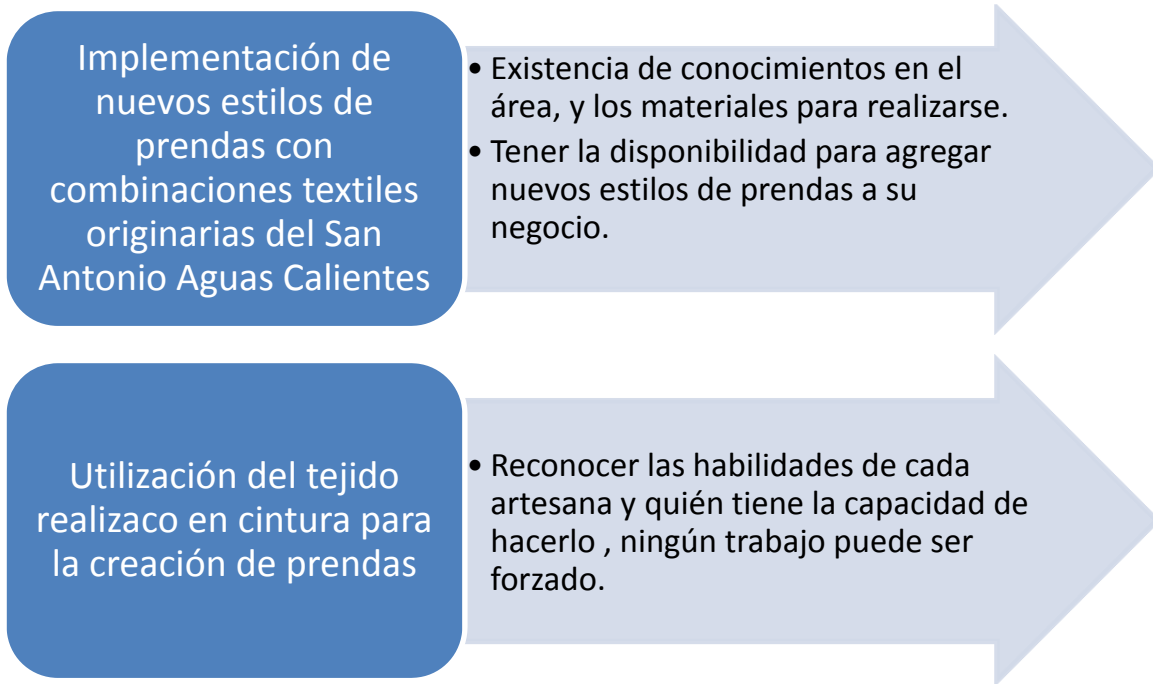 Implementación de
nuevos estilos de
prendas con
combinaciones textiles
originarias del San
Antonio Aguas Calientes
• Existencia de conocimientos en el
área, y los materiales para realizarse.
• Tener la disponibilidad para agregar
nuevos estilos de prendas a su
negocio.
Utilización del tejido
realizaco en cintura para
la creación de prendas
• Reconocer las habilidades de cada
artesana y quién tiene la capacidad de
hacerlo , ningún trabajo puede ser
forzado.